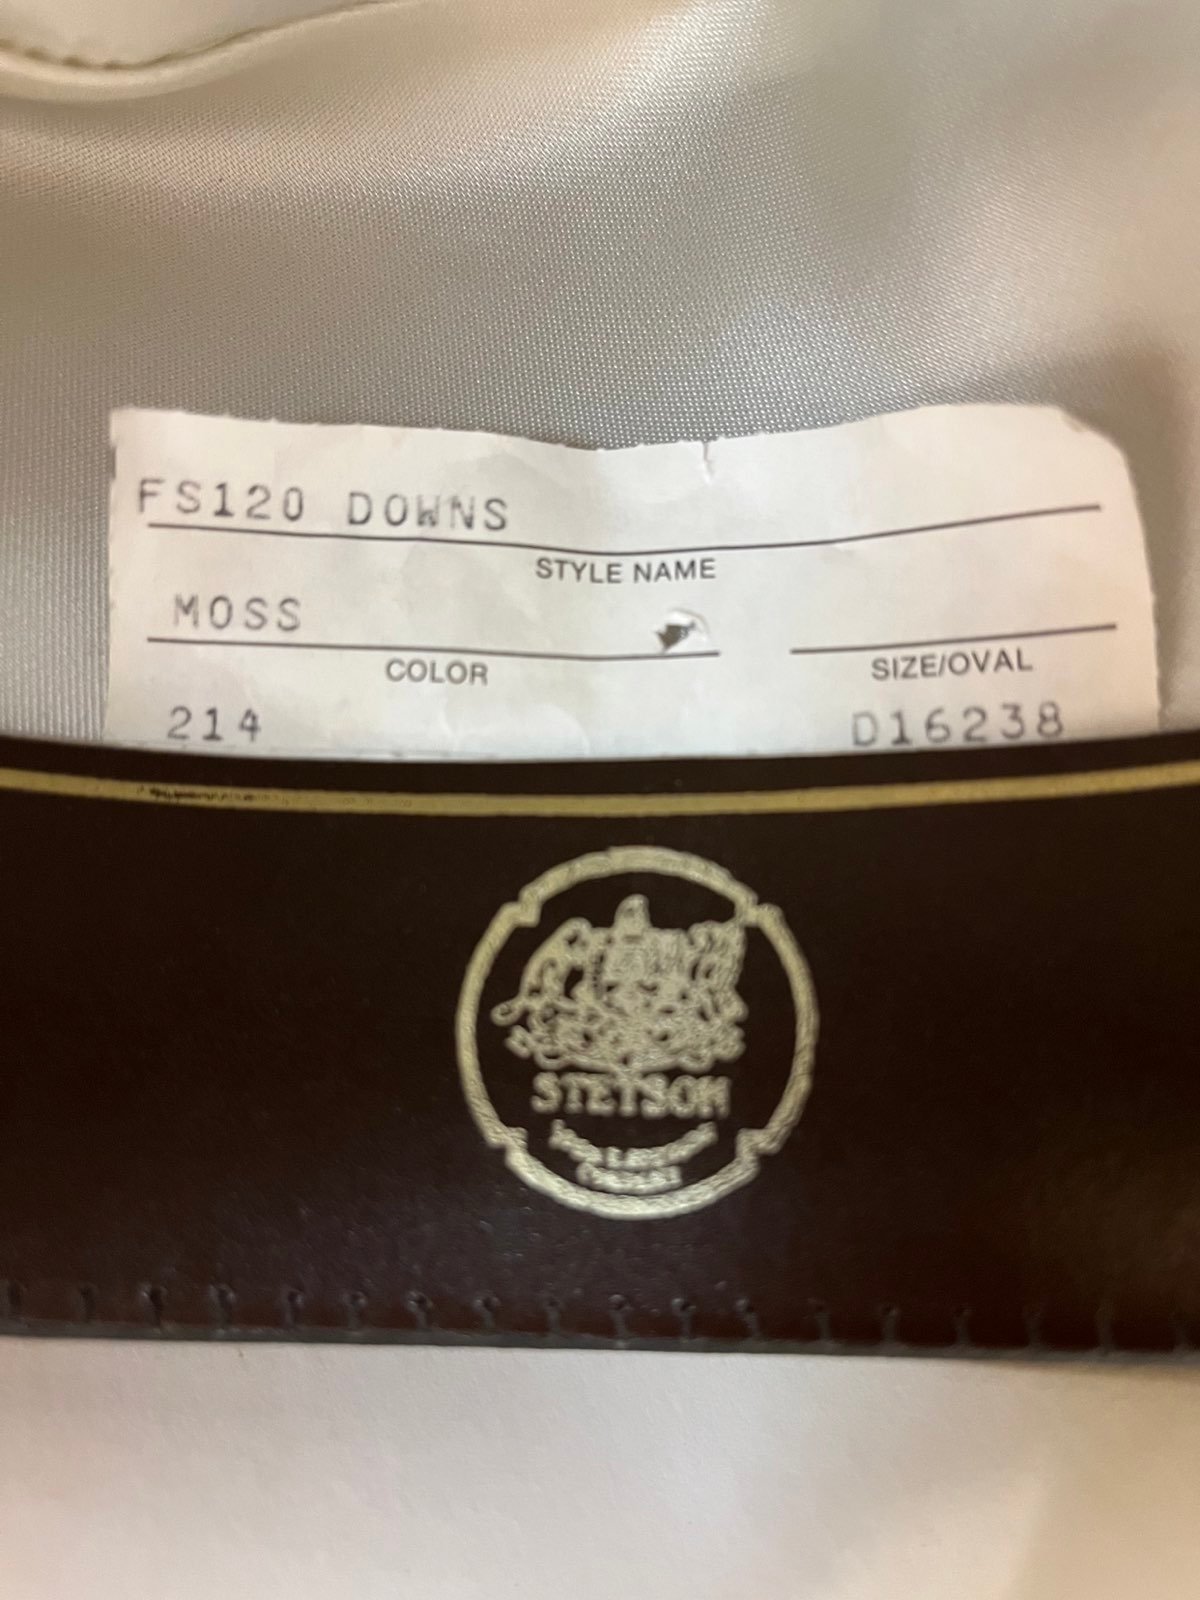 FS120 DOWNS
STYLE NAME
MOSS
COLOR
SIZE/OVAL
214 D16238
STETSON